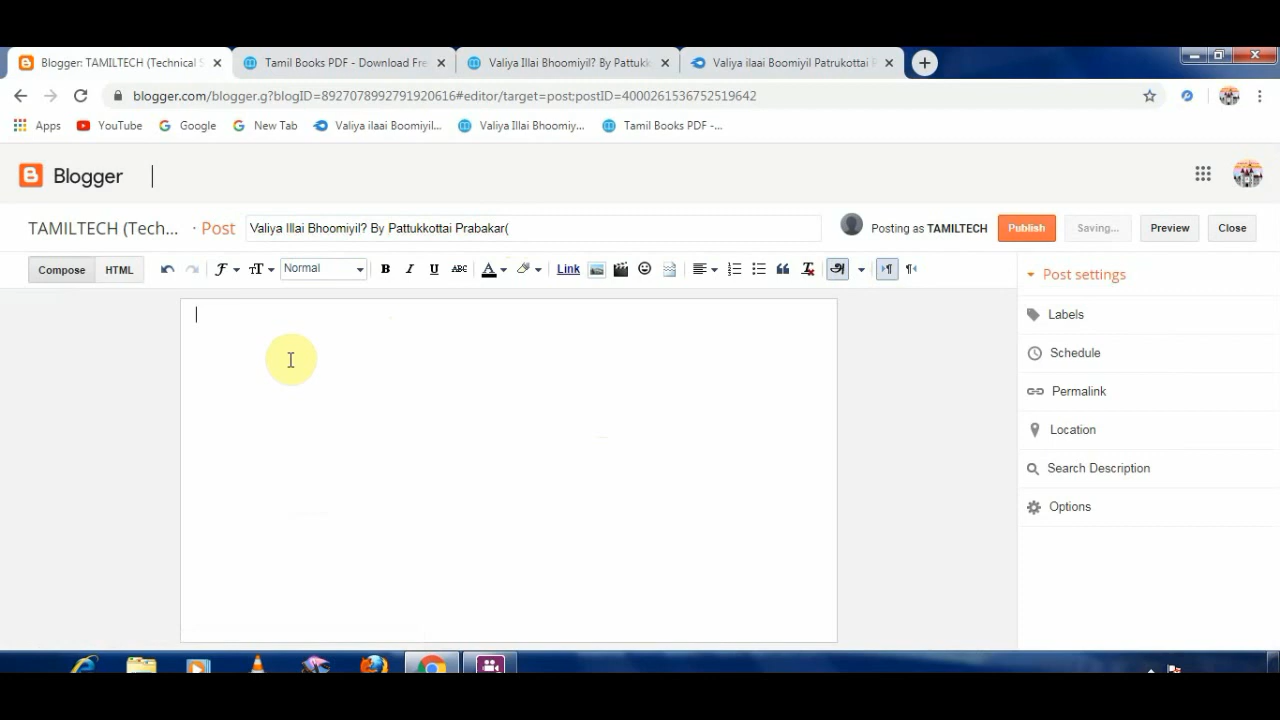 Blogger: TAMILTECH (Technical S
Tamil Books PDF - Download Fre
Valiya Illai Bhoomiyil? By Pattukk
Valiya ilaai Boomiyil Patrukottai P
blogger.com/blogger.g?blogID=8927078992791920616#editor/target=post;postID=4000261536752519642
Apps
YouTube
Google
New Tab
Valiya ilaai Boomiyil...
Valiya Illai Bhoomiy...
Tamil Books PDF -...
Blogger
TAMILTECH (Tech... · Post
Valiya Illai Bhoomiyil? By Pattukkottai Prabakar(
Posting as TAMILTECH
Publish
Saving...
Preview
Close
Compose
HTML
Normal
B I U ABC A
Link
அ
Post settings
Labels
Schedule
Permalink
Location
Search Description
Options